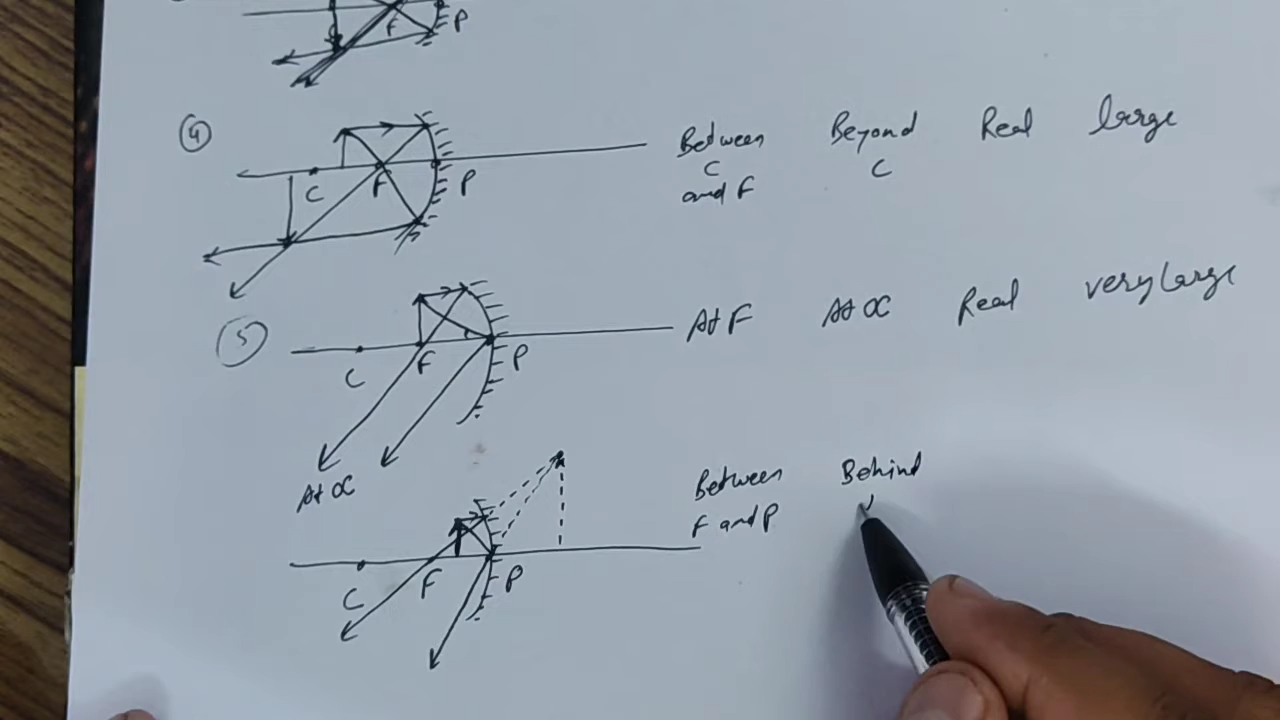 F P
4 Between Beyond Real large
C F P C C
and F
5 At F At ∝ Real very large
C F P
At ∝
Between Behind
F and P
C F P